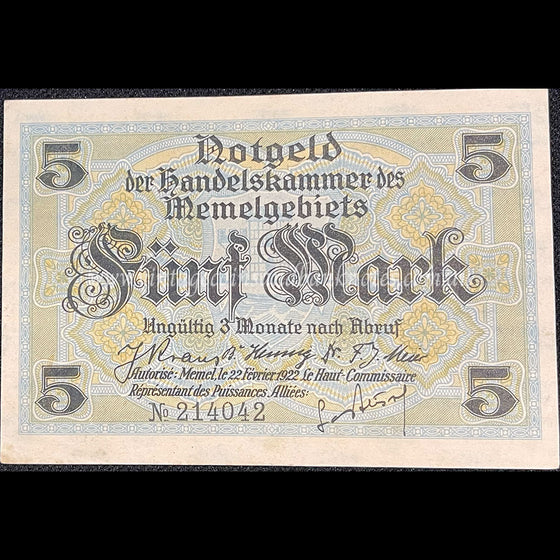 5 Notgeld 5
der Handelskammer des
Memelgebiets
Fünf Mark
Ungültig 3 Monate nach Abruf
Autorisé: Memel, le 22 Février 1922. Le Haut-Commissaire
Représentant des Puissances Alliées:
5 No 214042 5